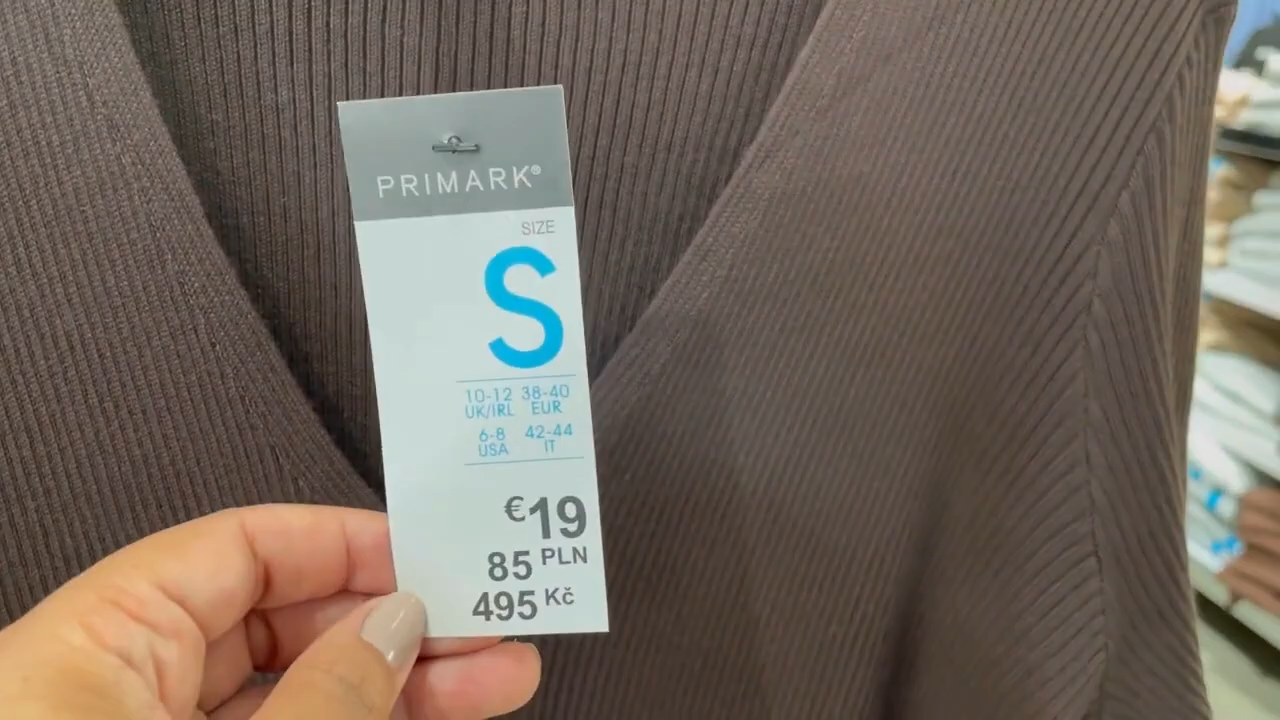 PRIMARK®
SIZE
S
10-12 38-40
UK/IRL EUR
6-8 42-44
USA IT
€19
85 PLN
495 Kč